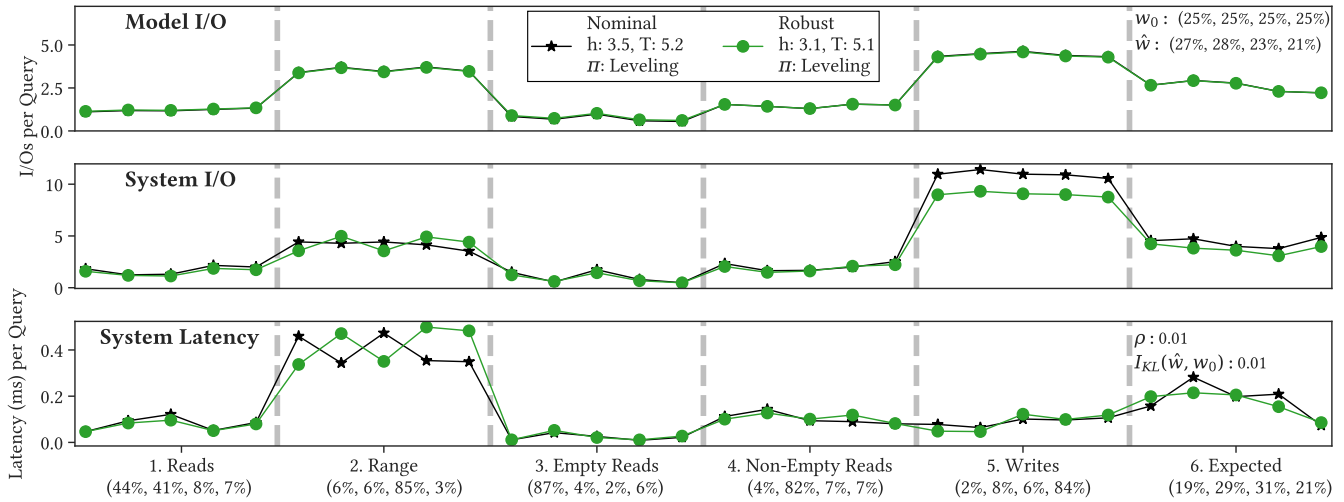 Model I/O
Nominal
h: 3.5, T: 5.2
π: Leveling
Robust
h: 3.1, T: 5.1
π: Leveling
w₀ : (25%, 25%, 25%, 25%)
ŵ : (27%, 28%, 23%, 21%)
5.0
2.5
0.0
I/Os per Query
System I/O
10
5
0
System Latency
ρ : 0.01
I_KL(ŵ, w₀) : 0.01
0.4
0.2
0.0
Latency (ms) per Query
1. Reads
(44%, 41%, 8%, 7%)
2. Range
(6%, 6%, 85%, 3%)
3. Empty Reads
(87%, 4%, 2%, 6%)
4. Non-Empty Reads
(4%, 82%, 7%, 7%)
5. Writes
(2%, 8%, 6%, 84%)
6. Expected
(19%, 29%, 31%, 21%)